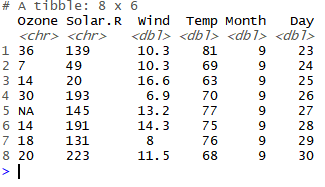 # A tibble: 8 x 6
Ozone Solar.R Wind Temp Month Day
<chr> <chr> <dbl> <dbl> <dbl> <dbl>
1 36 139 10.3 81 9 23
2 7 49 10.3 69 9 24
3 14 20 16.6 63 9 25
4 30 193 6.9 70 9 26
5 NA 145 13.2 77 9 27
6 14 191 14.3 75 9 28
7 18 131 8 76 9 29
8 20 223 11.5 68 9 30
>